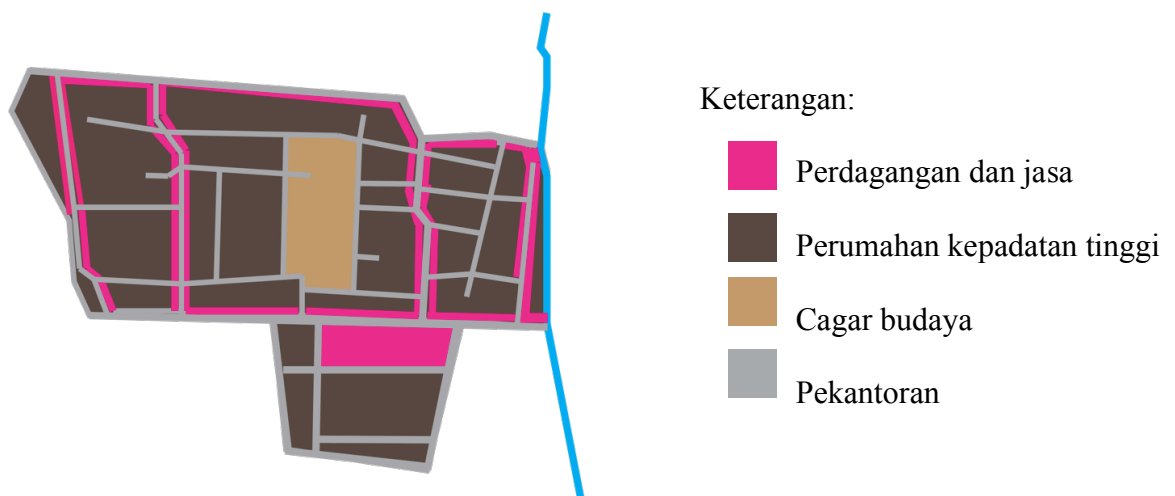 Keterangan:
Perdagangan dan jasa
Perumahan kepadatan tinggi
Cagar budaya
Pekantoran